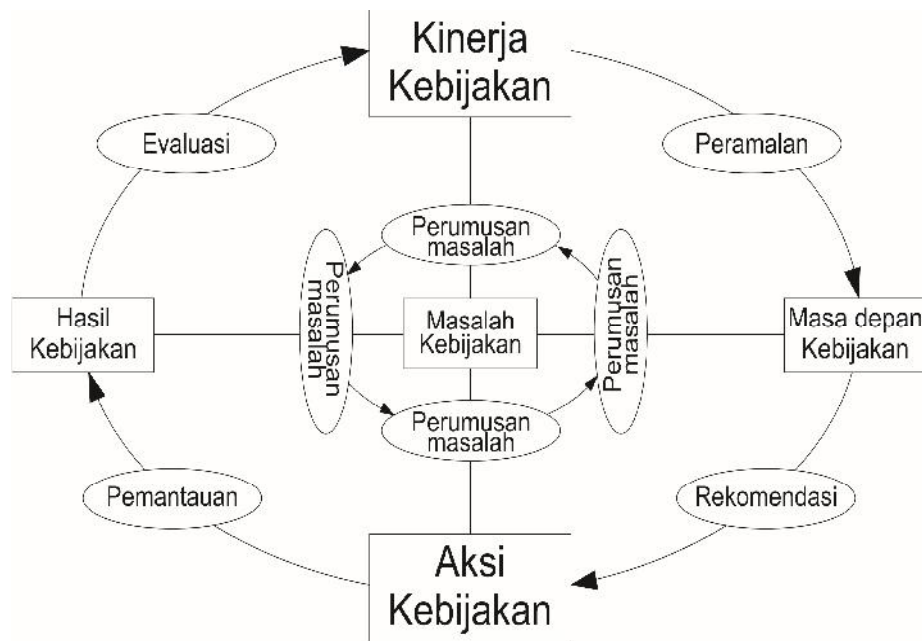 Kinerja
Kebijakan
Evaluasi
Peramalan
Perumusan
masalah
Perumusan
masalah
Perumusan
masalah
Hasil
Kebijakan
Masalah
Kebijakan
Masa depan
Kebijakan
Perumusan
masalah
Pemantauan
Rekomendasi
Aksi
Kebijakan